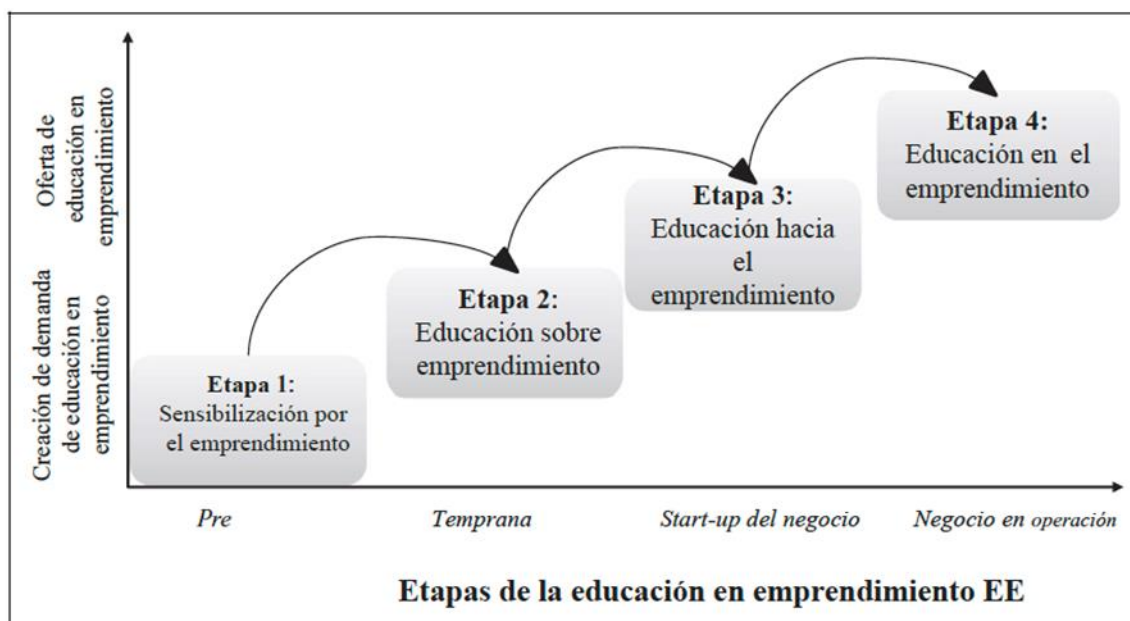 Oferta de
educación en
emprendimiento
Creación de demanda
de educación en
emprendimiento
Etapa 1:
Sensibilización por
el emprendimiento
Etapa 2:
Educación sobre
emprendimiento
Etapa 3:
Educación hacia
el
emprendimiento
Etapa 4:
Educación en el
emprendimiento
Pre
Temprana
Start-up del negocio
Negocio en operación
Etapas de la educación en emprendimiento EE